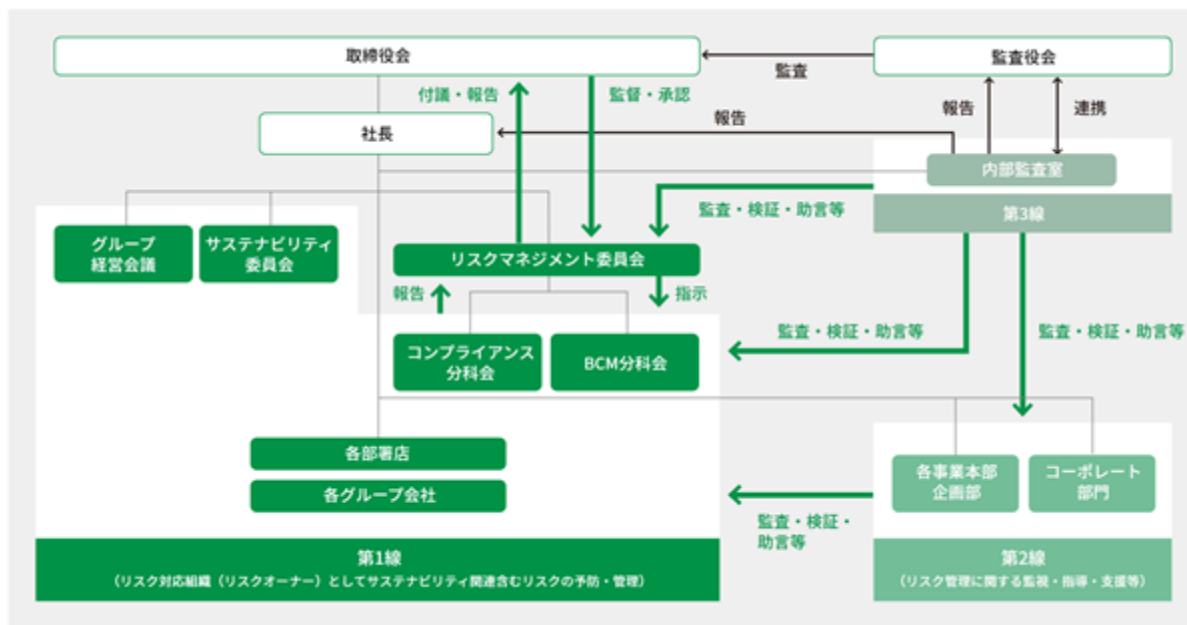 取締役会
監査役会
監査
付議・報告
監督・承認
報告
報告
連携
社長
内部監査室
第3線
監査・検証・助言等
グループ
経営会議
サステナビリティ
委員会
リスクマネジメント委員会
報告
指示
監査・検証・助言等
監査・検証・助言等
コンプライアンス
分科会
BCM分科会
各部署店
各グループ会社
各事業本部
企画部
コーポレート
部門
監査・検証・
助言等
第1線
（リスク対応組織（リスクオーナー）としてサステナビリティ関連含むリスクの予防・管理）
第2線
（リスク管理に関する監視・指導・支援等）